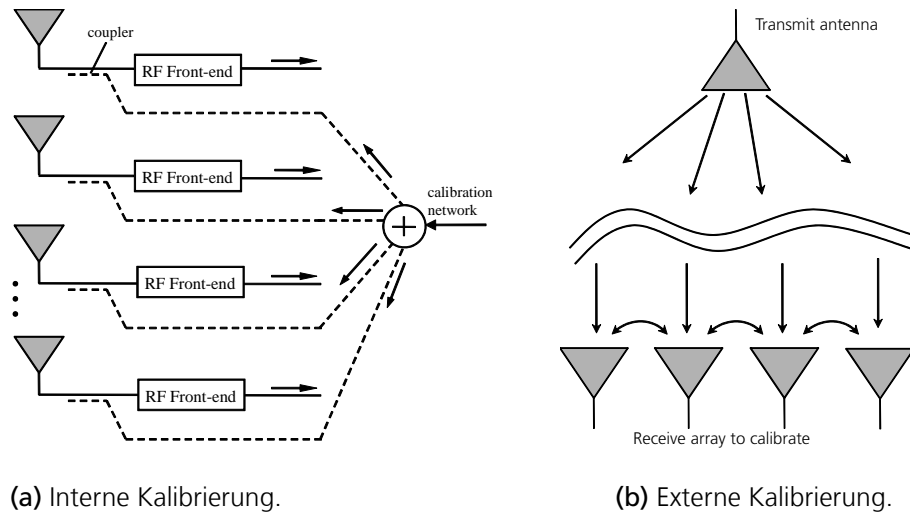 coupler
RF Front-end
RF Front-end
RF Front-end
RF Front-end
calibration
network
(a) Interne Kalibrierung.
Transmit antenna
Receive array to calibrate
(b) Externe Kalibrierung.